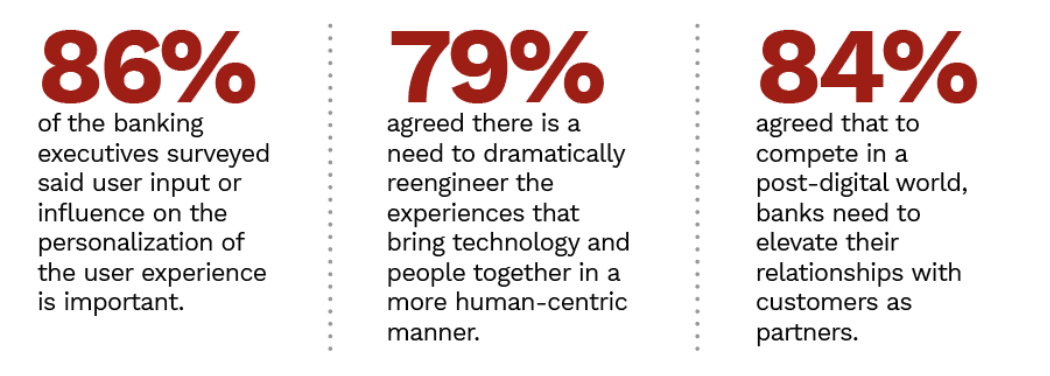 86%
of the banking
executives surveyed
said user input or
influence on the
personalization of
the user experience
is important.
79%
agreed there is a
need to dramatically
reengineer the
experiences that
bring technology and
people together in a
more human-centric
manner.
84%
agreed that to
compete in a
post-digital world,
banks need to
elevate their
relationships with
customers as
partners.